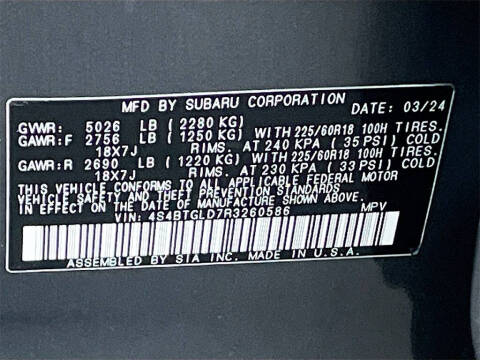 MFD BY SUBARU CORPORATION DATE: 03/24
GVWR: 5026 LB (2280 KG)
GAWR:F 2756 LB (1250 KG) WITH 225/60R18 100H TIRES.
18X7J RIMS. AT 240 KPA (35 PSI) COLD
GAWR:R 2690 LB (1220 KG) WITH 225/60R18 100H TIRES.
18X7J RIMS. AT 230 KPA (33 PSI) COLD
THIS VEHICLE CONFORMS TO ALL APPLICABLE FEDERAL MOTOR
VEHICLE SAFETY AND THEFT PREVENTION STANDARDS
IN EFFECT ON THE DATE OF MANUFACTURE SHOWN ABOVE.
VIN: 4S4BTGLD7R3260586 MPV
ASSEMBLED BY SIA INC. MADE IN U.S.A.